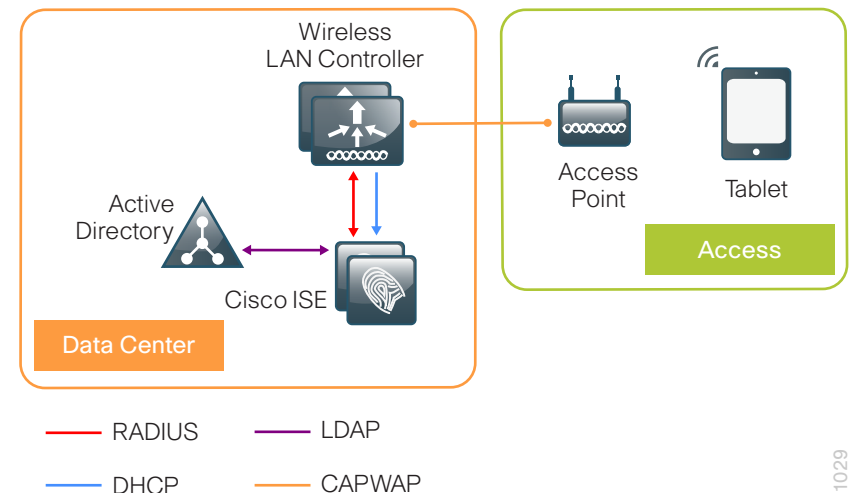 Wireless
LAN Controller
Access
Point
Tablet
Active
Directory
Cisco ISE
Access
Data Center
RADIUS
LDAP
DHCP
CAPWAP
1029